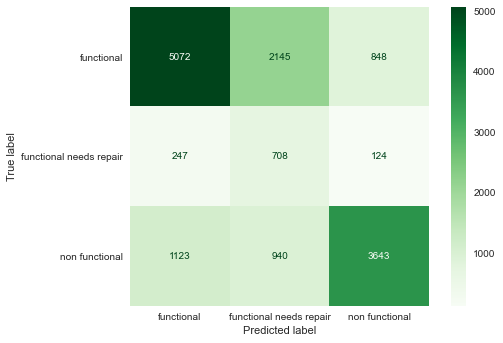 functional
5072
2145
848
functional needs repair
247
708
124
non functional
1123
940
3643
True label
functional
functional needs repair
non functional
Predicted label
5000
4000
3000
2000
1000